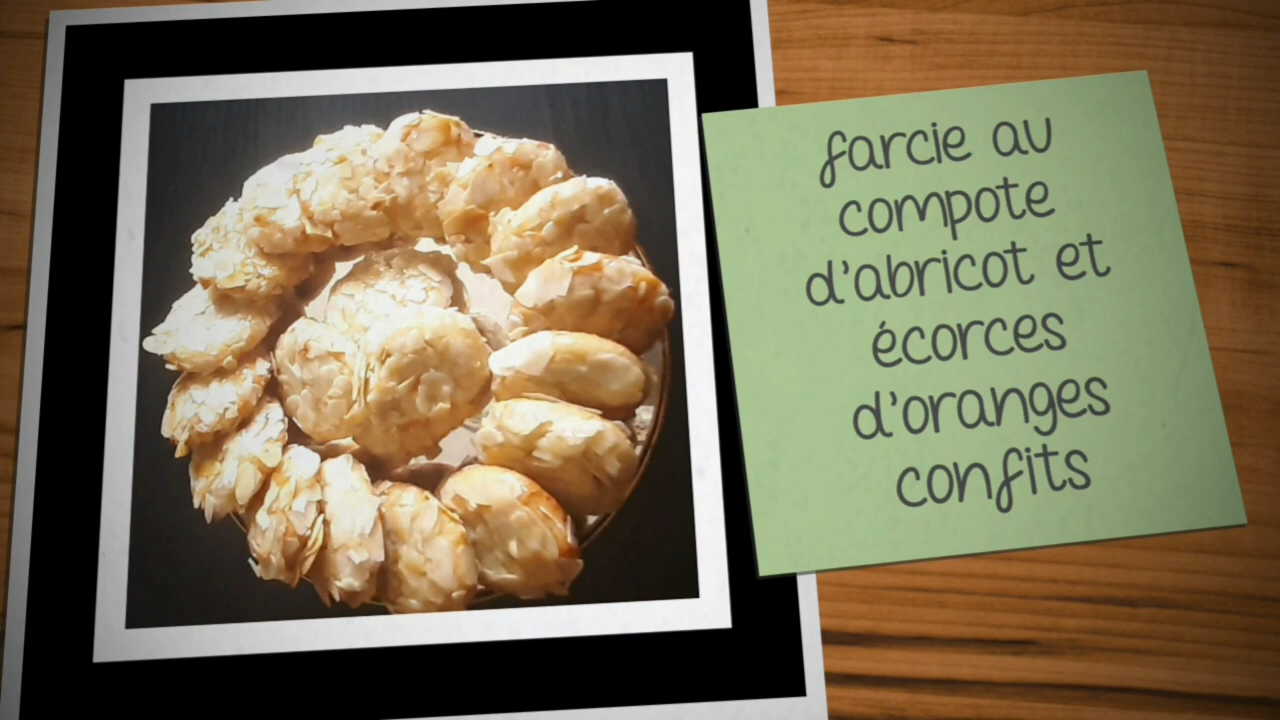 farcie au
compote
d'abricot et
écorces
d'oranges
confits